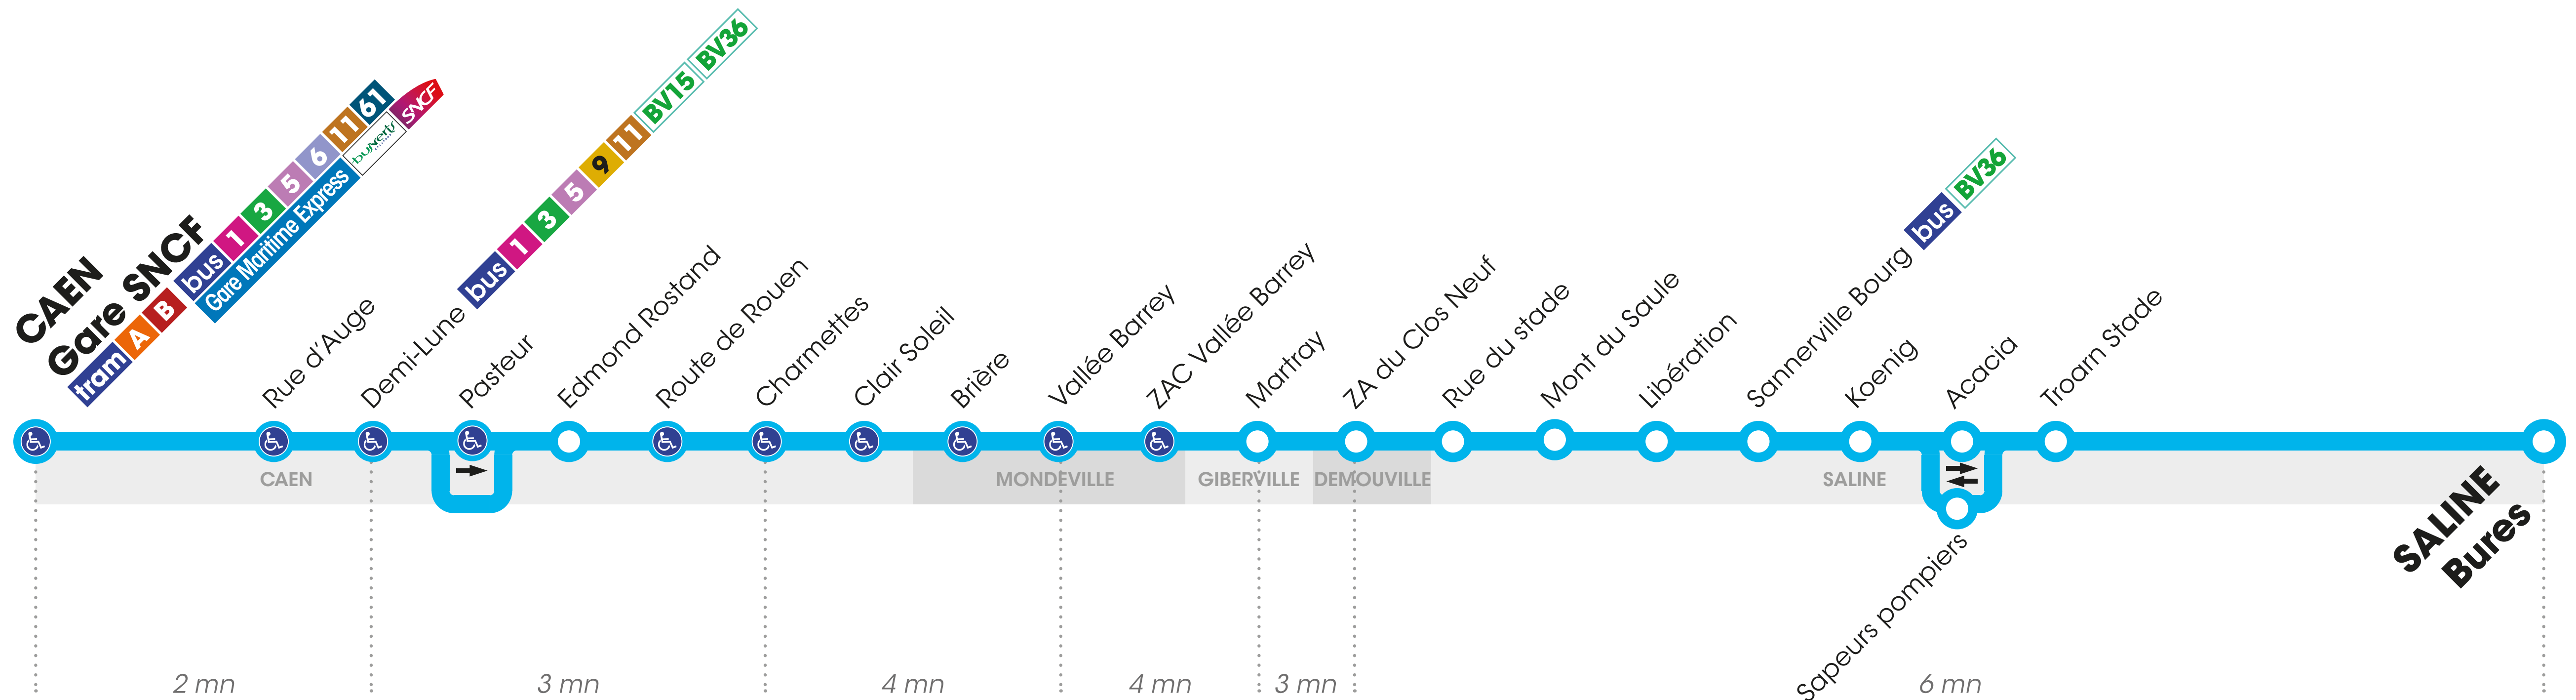 CAEN
Gare SNCF
tram A B
bus 1 3 5 6 11 61
Gare Maritime Express
SNCF
Rue d'Auge
Demi-Lune
bus 1 3 5 9 11 BV15 BV36
Pasteur
Edmond Rostand
Route de Rouen
Charmettes
Clair Soleil
Brière
Vallée Barrey
ZAC Vallée Barrey
Martray
ZA du Clos Neuf
Rue du stade
Mont du Saule
Libération
Sannerville Bourg
bus BV36
Koenig
Acacia
Troarn Stade
CAEN
MONDEVILLE
GIBERVILLE
DEMOUVILLE
SALINE
Sapeurs pompiers
SALINE
Bures
2 mn
3 mn
4 mn
4 mn
3 mn
6 mn